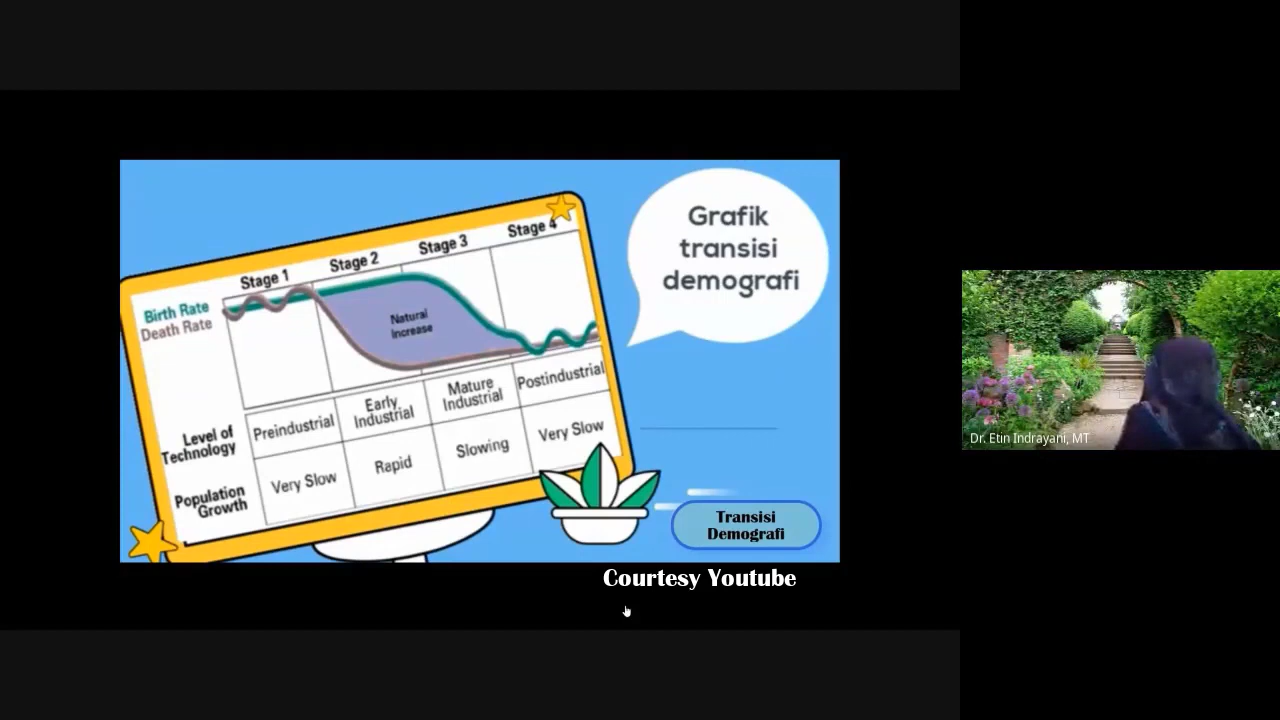 Grafik
transisi
demografi
Stage 1
Stage 2
Stage 3
Stage 4
Birth Rate
Death Rate
Natural
Increase
Level of
Technology
Preindustrial
Early
Industrial
Mature
Industrial
Postindustrial
Population
Growth
Very Slow
Rapid
Slowing
Very Slow
Transisi
Demografi
Courtesy Youtube
Dr. Etin Indrayani, MT